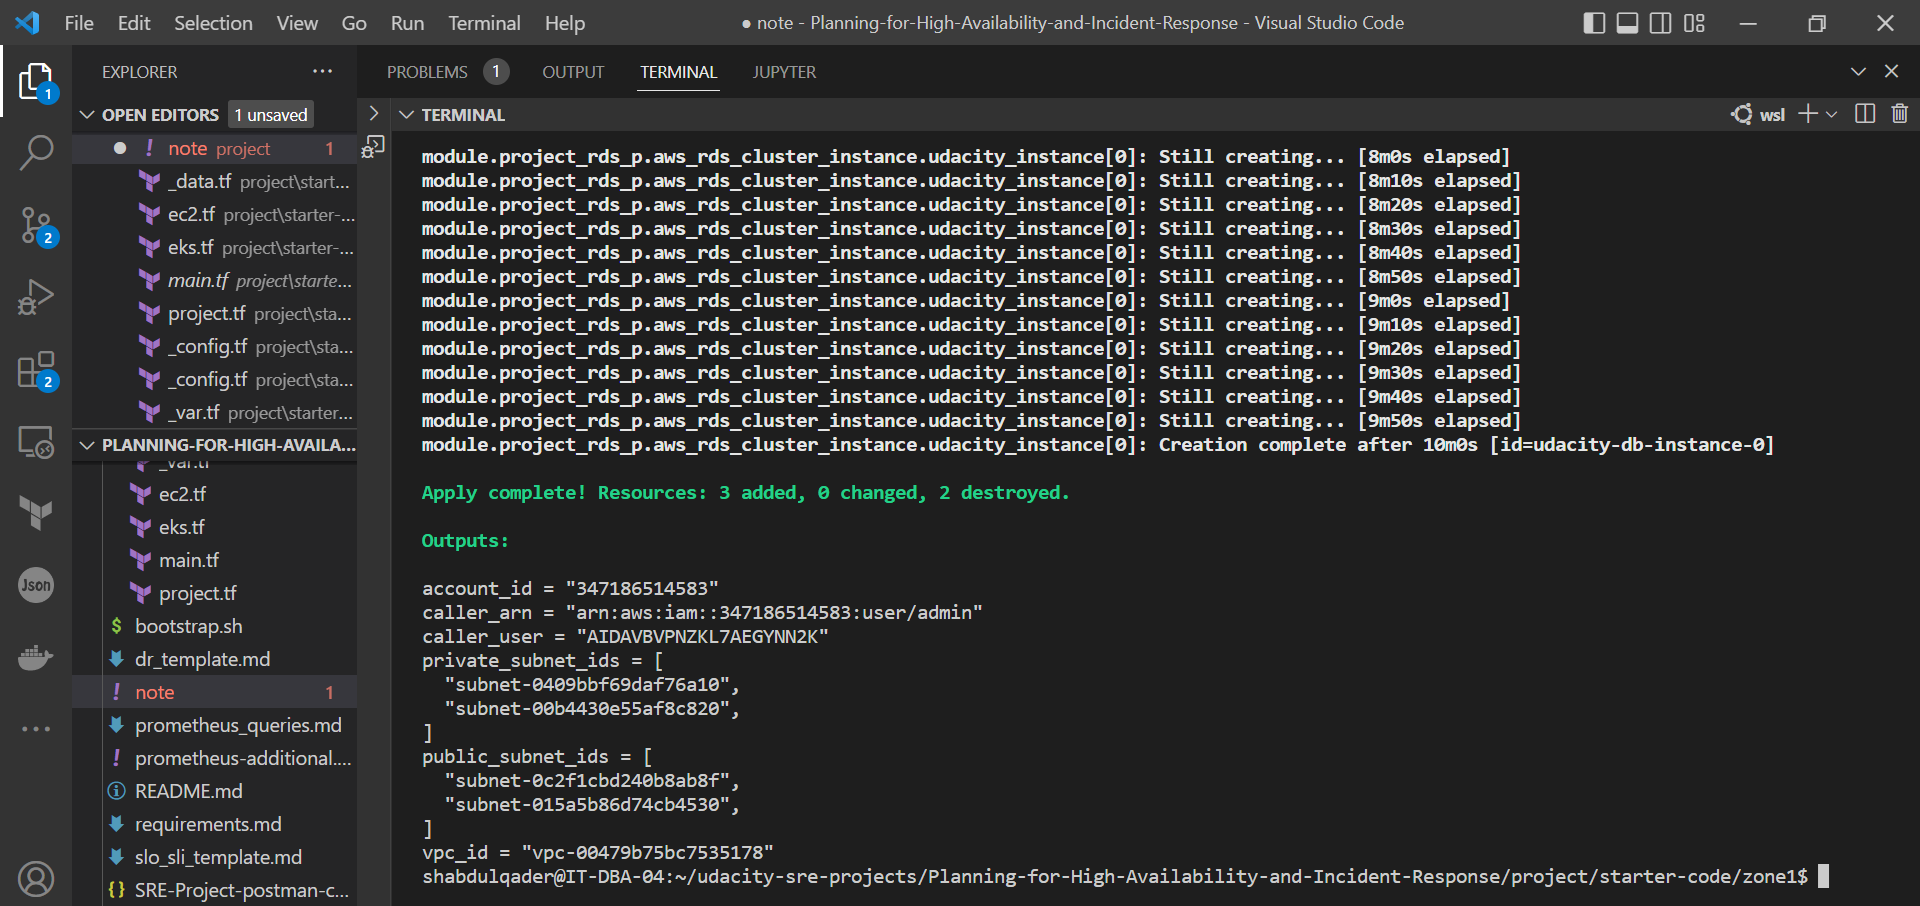 File Edit Selection View Go Run Terminal Help
● note - Planning-for-High-Availability-and-Incident-Response - Visual Studio Code
EXPLORER
PROBLEMS 1 OUTPUT TERMINAL JUPYTER
OPEN EDITORS 1 unsaved
! note project 1
_data.tf project\start...
ec2.tf project\starter-...
eks.tf project\starter-...
main.tf project\starte...
project.tf project\sta...
_config.tf project\sta...
_config.tf project\sta...
_var.tf project\starter...
PLANNING-FOR-HIGH-AVAILA...
_var.tf
ec2.tf
eks.tf
main.tf
project.tf
$ bootstrap.sh
dr_template.md
! note 1
prometheus_queries.md
! prometheus-additional....
README.md
requirements.md
slo_sli_template.md
{} SRE-Project-postman-c...
1
2
2
Json
TERMINAL
wsl
module.project_rds_p.aws_rds_cluster_instance.udacity_instance[0]: Still creating... [8m0s elapsed]
module.project_rds_p.aws_rds_cluster_instance.udacity_instance[0]: Still creating... [8m10s elapsed]
module.project_rds_p.aws_rds_cluster_instance.udacity_instance[0]: Still creating... [8m20s elapsed]
module.project_rds_p.aws_rds_cluster_instance.udacity_instance[0]: Still creating... [8m30s elapsed]
module.project_rds_p.aws_rds_cluster_instance.udacity_instance[0]: Still creating... [8m40s elapsed]
module.project_rds_p.aws_rds_cluster_instance.udacity_instance[0]: Still creating... [8m50s elapsed]
module.project_rds_p.aws_rds_cluster_instance.udacity_instance[0]: Still creating... [9m0s elapsed]
module.project_rds_p.aws_rds_cluster_instance.udacity_instance[0]: Still creating... [9m10s elapsed]
module.project_rds_p.aws_rds_cluster_instance.udacity_instance[0]: Still creating... [9m20s elapsed]
module.project_rds_p.aws_rds_cluster_instance.udacity_instance[0]: Still creating... [9m30s elapsed]
module.project_rds_p.aws_rds_cluster_instance.udacity_instance[0]: Still creating... [9m40s elapsed]
module.project_rds_p.aws_rds_cluster_instance.udacity_instance[0]: Still creating... [9m50s elapsed]
module.project_rds_p.aws_rds_cluster_instance.udacity_instance[0]: Creation complete after 10m0s [id=udacity-db-instance-0]
Apply complete! Resources: 3 added, 0 changed, 2 destroyed.
Outputs:
account_id = "347186514583"
caller_arn = "arn:aws:iam::347186514583:user/admin"
caller_user = "AIDAVBVPNZKL7AEGYNN2K"
private_subnet_ids = [
"subnet-0409bbf69daf76a10",
"subnet-00b4430e55af8c820",
]
public_subnet_ids = [
"subnet-0c2f1cbd240b8ab8f",
"subnet-015a5b86d74cb4530",
]
vpc_id = "vpc-00479b75bc7535178"
shabdulqader@IT-DBA-04:~/udacity-sre-projects/Planning-for-High-Availability-and-Incident-Response/project/starter-code/zone1$